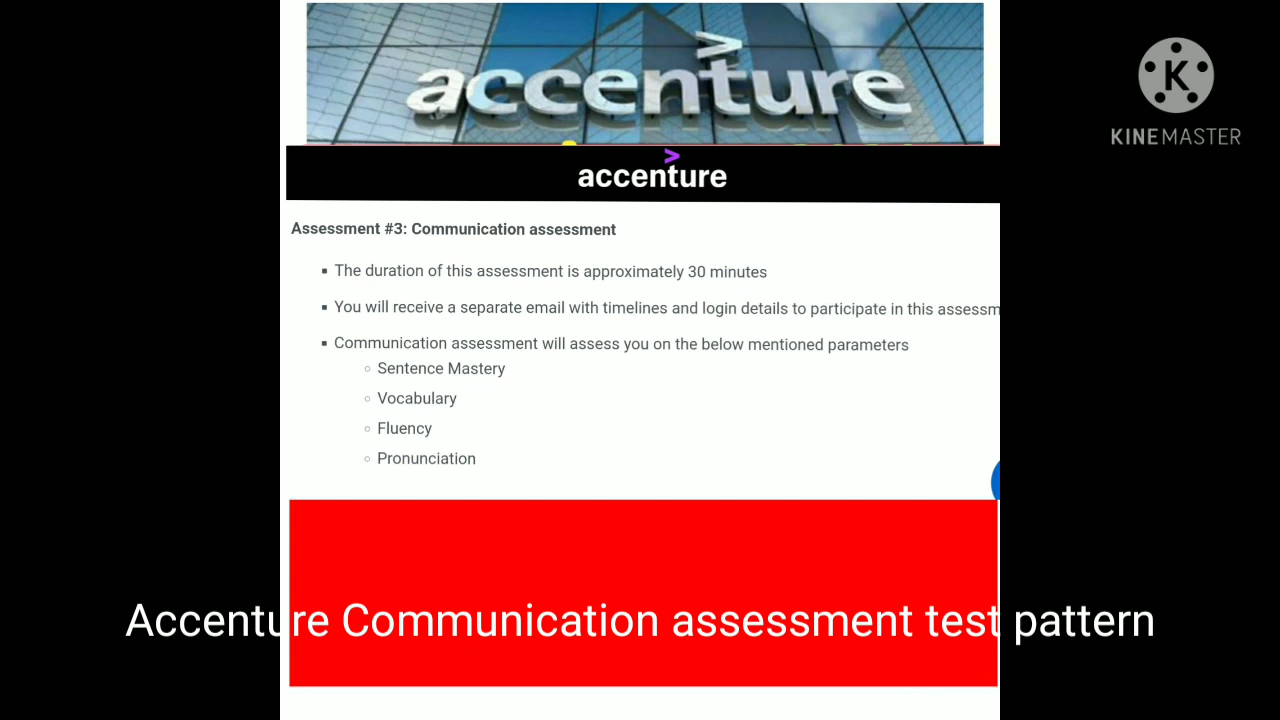 accenture
K
KINEMASTER
>
accenture
Assessment #3: Communication assessment
▪ The duration of this assessment is approximately 30 minutes
▪ You will receive a separate email with timelines and login details to participate in this assessm
▪ Communication assessment will assess you on the below mentioned parameters
○ Sentence Mastery
○ Vocabulary
○ Fluency
○ Pronunciation
Accenture Communication assessment test pattern